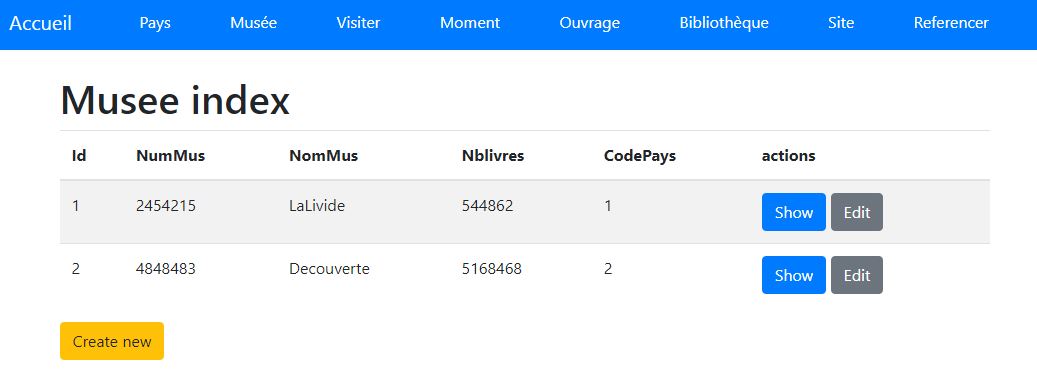 Accueil Pays Musée Visiter Moment Ouvrage Bibliothèque Site Referencer
Musee index
Id NumMus NomMus Nblivres CodePays actions
1 2454215 LaLivide 544862 1 Show Edit
2 4848483 Decouverte 5168468 2 Show Edit
Create new